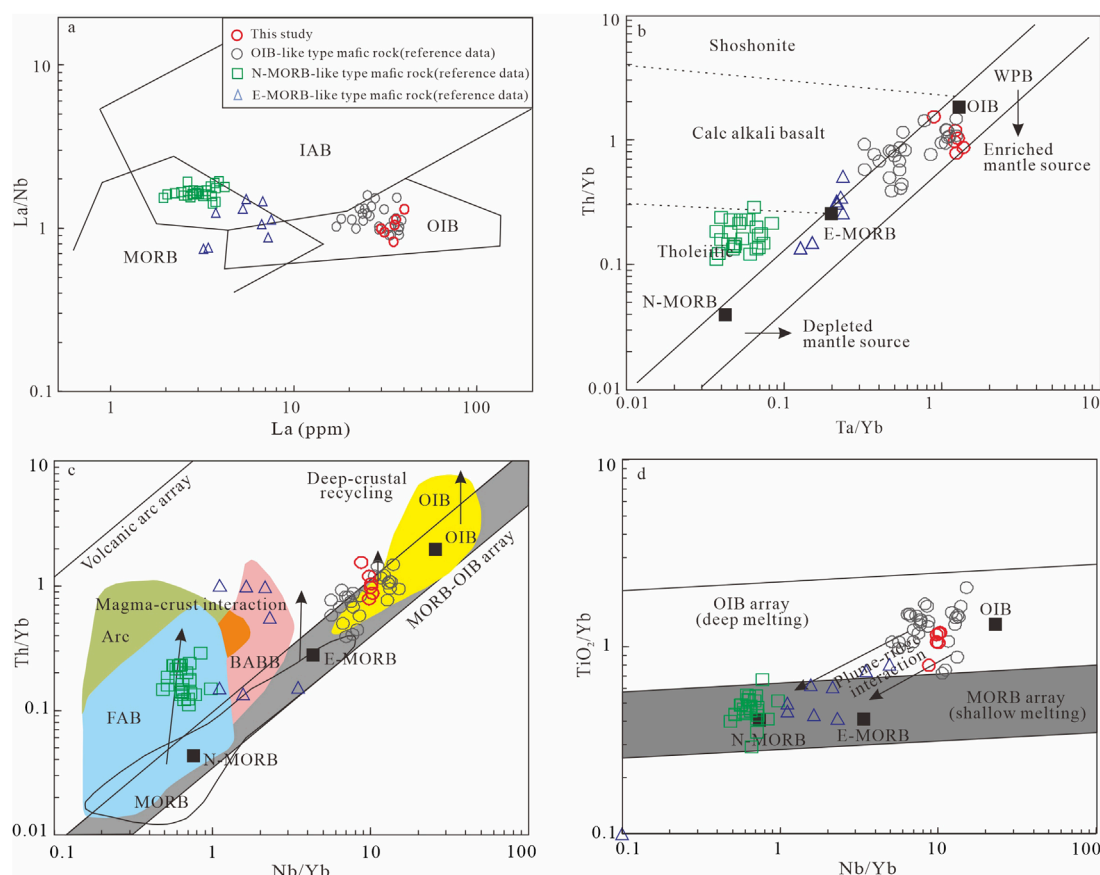 a
This study
OIB-like type mafic rock(reference data)
N-MORB-like type mafic rock(reference data)
E-MORB-like type mafic rock(reference data)
IAB
OIB
MORB
10
1
0.1
La/Nb
1
10
100
La (ppm)
b
Shoshonite
WPB
OIB
Calc alkali basalt
Enriched
mantle source
E-MORB
Tholeiitic
N-MORB
Depleted
mantle source
10
1
0.1
0.01
Th/Yb
0.01
0.1
1
10
Ta/Yb
c
Volcanic arc array
Deep-crustal
recycling
OIB
OIB
MORB-OIB array
Magma-crust interaction
Arc
BABB
E-MORB
FAB
N-MORB
MORB
10
1
0.1
0.01
Th/Yb
0.1
1
10
100
Nb/Yb
d
OIB array
(deep melting)
OIB
Plume-ridge
interaction
MORB array
(shallow melting)
N-MORB
E-MORB
10
1
0.1
TiO₂/Yb
0.1
1
10
100
Nb/Yb